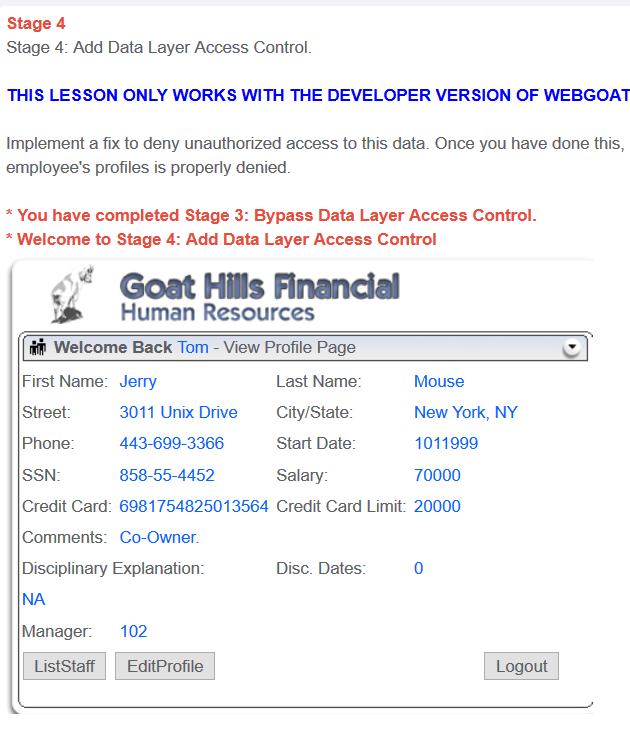 Stage 4
Stage 4: Add Data Layer Access Control.
THIS LESSON ONLY WORKS WITH THE DEVELOPER VERSION OF WEBGOAT
Implement a fix to deny unauthorized access to this data. Once you have done this,
employee's profiles is properly denied.
* You have completed Stage 3: Bypass Data Layer Access Control.
* Welcome to Stage 4: Add Data Layer Access Control
Goat Hills Financial
Human Resources
Welcome Back Tom - View Profile Page
First Name: Jerry Last Name: Mouse
Street: 3011 Unix Drive City/State: New York, NY
Phone: 443-699-3366 Start Date: 1011999
SSN: 858-55-4452 Salary: 70000
Credit Card: 6981754825013564 Credit Card Limit: 20000
Comments: Co-Owner.
Disciplinary Explanation: Disc. Dates: 0
NA
Manager: 102
ListStaff EditProfile Logout